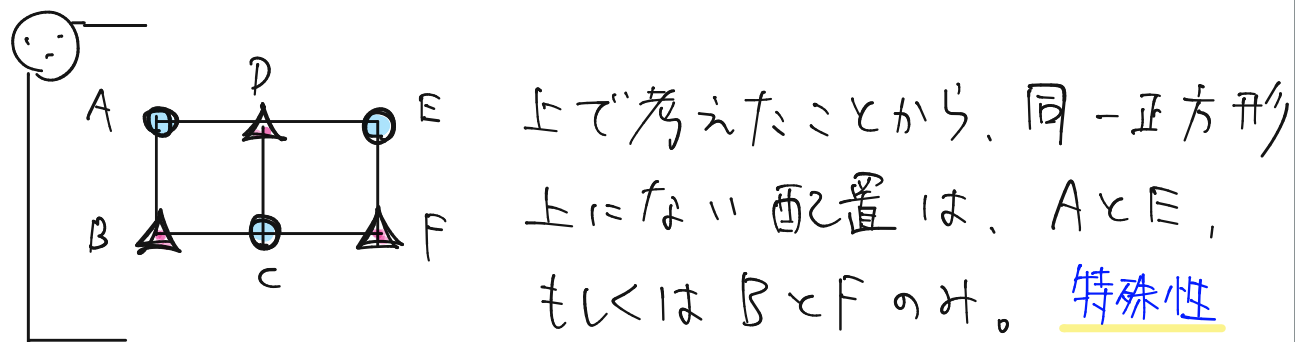 A D E
B C F
上で考えたことから、同一正方形
上にない配置は、AとE,
もしくはBとFのみ。 特殊性